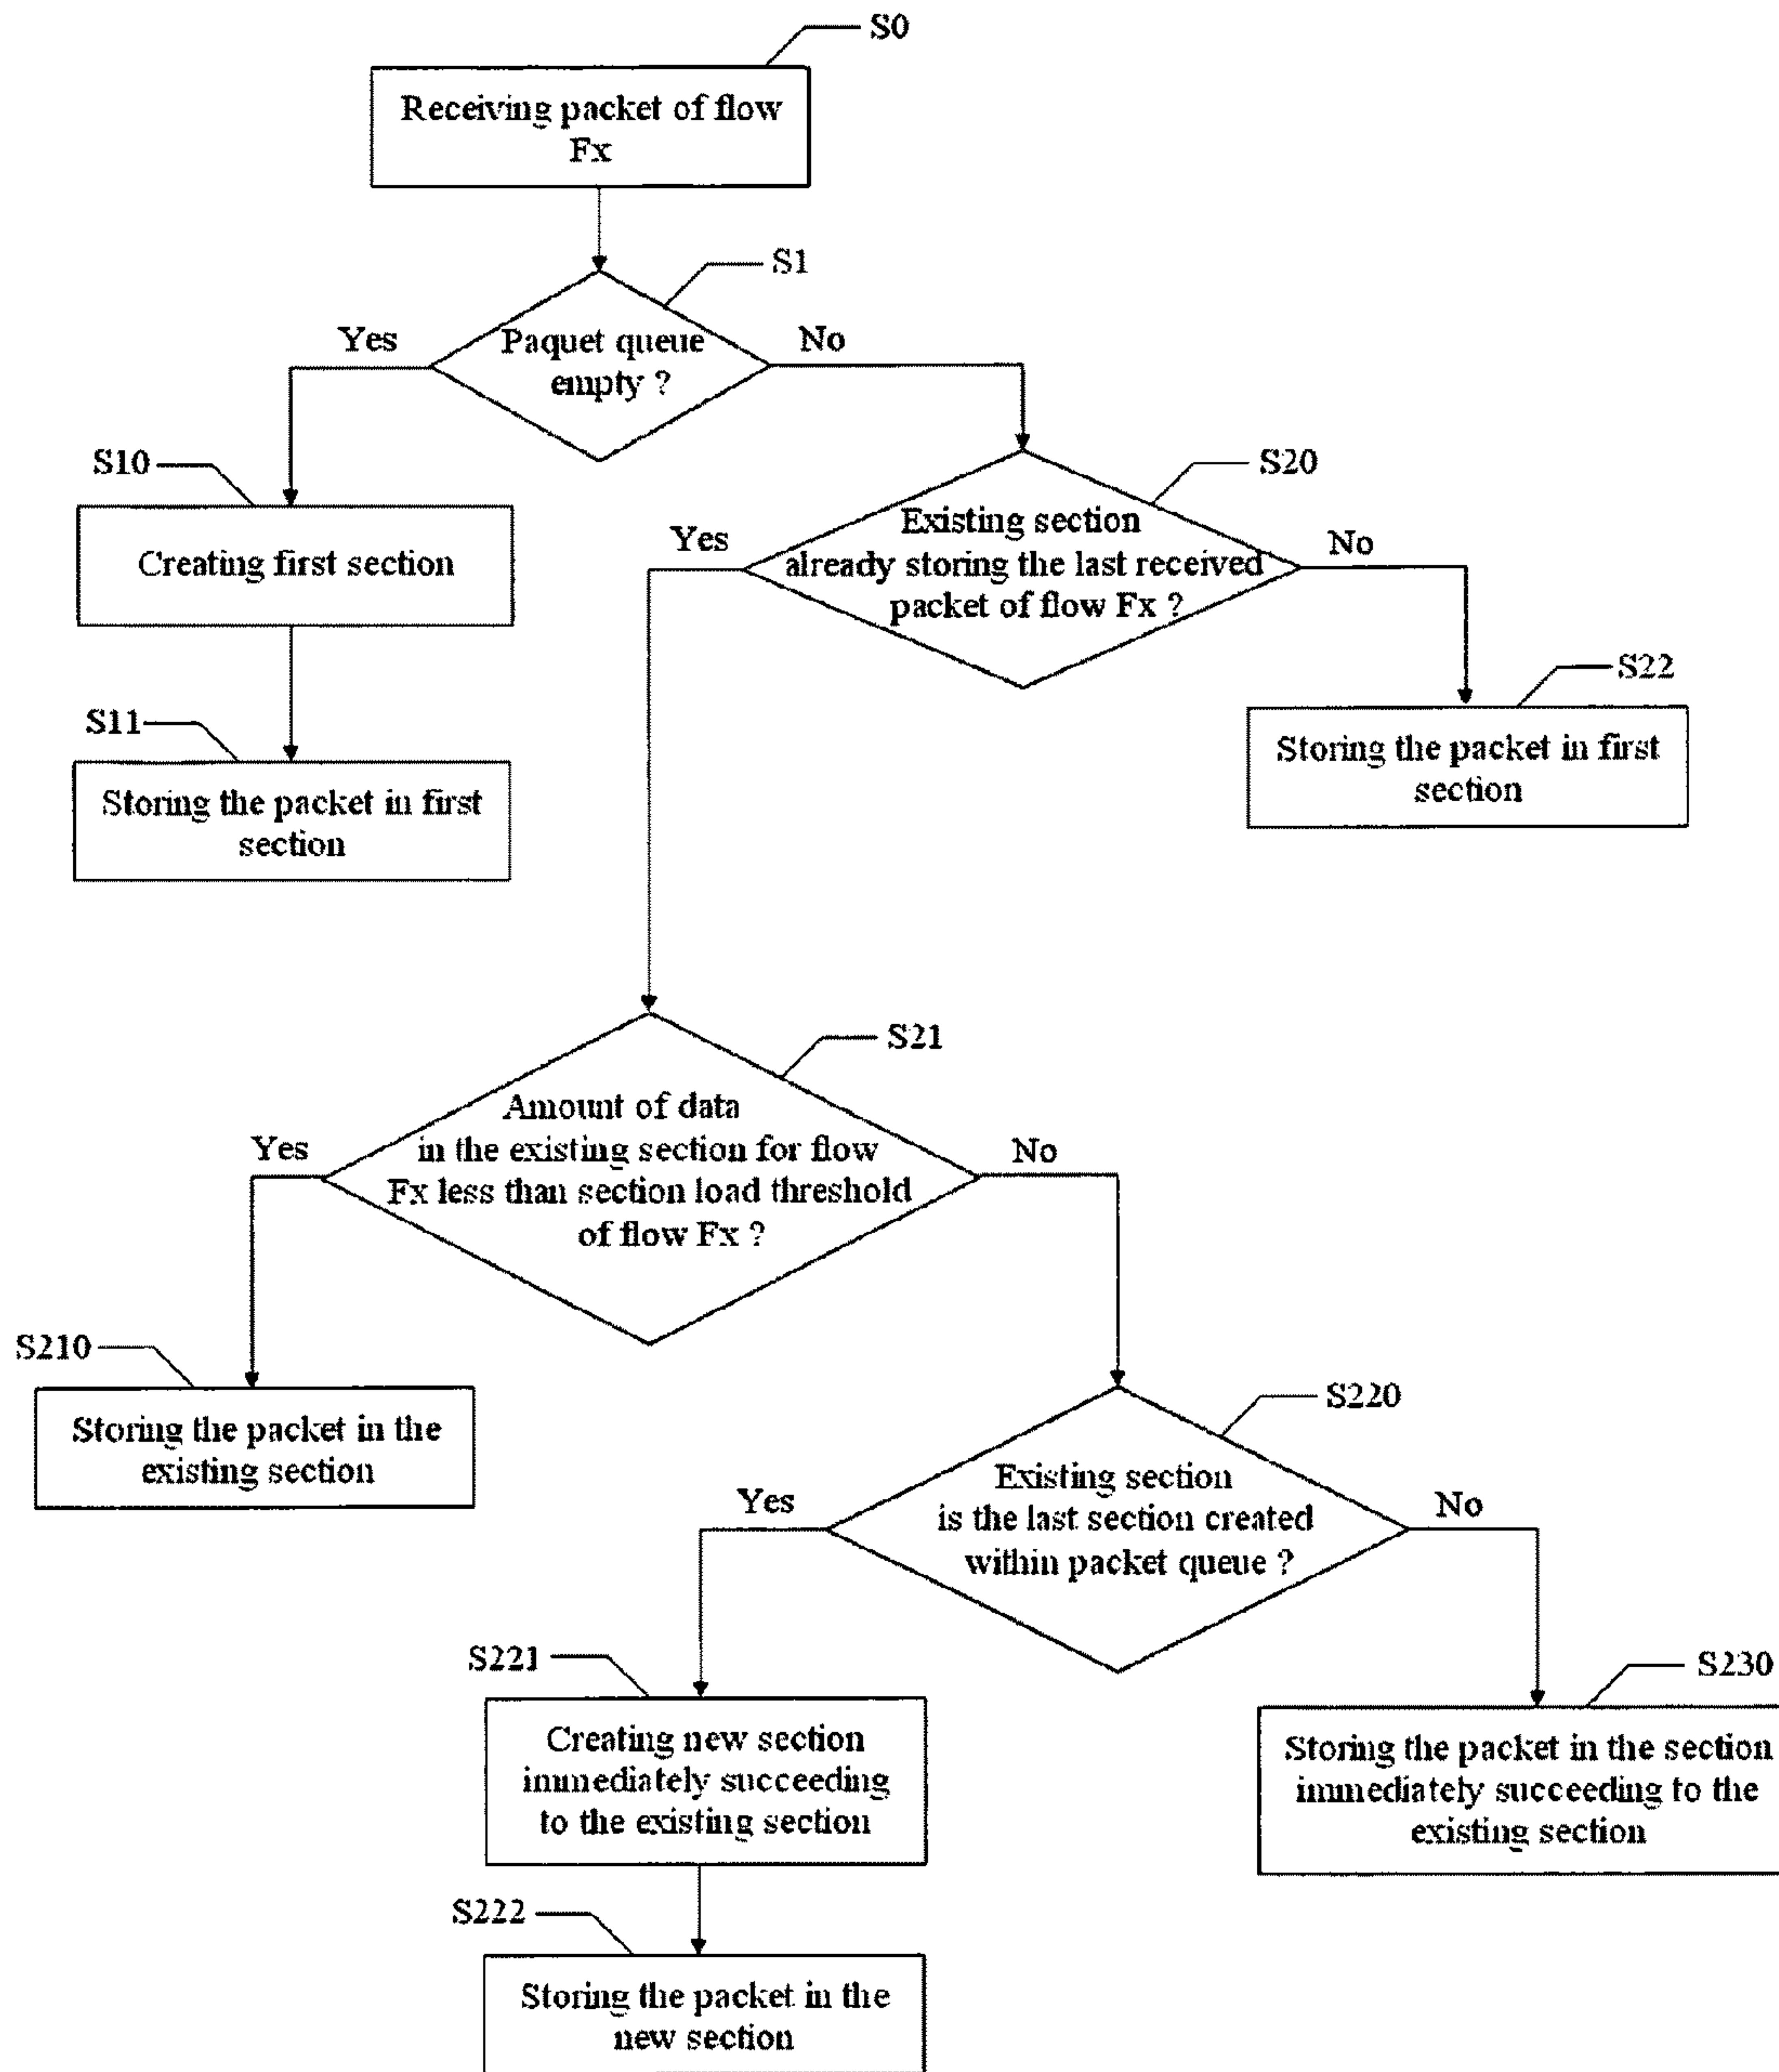 S0
Receiving packet of flow
Fx
S1
Yes
Paquet queue
empty ?
No
S10
Creating first section
S20
Yes
Existing section
already storing the last received
packet of flow Fx ?
No
S11
Storing the packet in first
section
S22
Storing the packet in first
section
S21
Yes
Amount of data
in the existing section for flow
Fx less than section load threshold
of flow Fx ?
No
S210
Storing the packet in the
existing section
S220
Yes
Existing section
is the last section created
within packet queue ?
No
S221
Creating new section
immediately succeeding
to the existing section
S230
Storing the packet in the section
immediately succeeding to the
existing section
S222
Storing the packet in the
new section